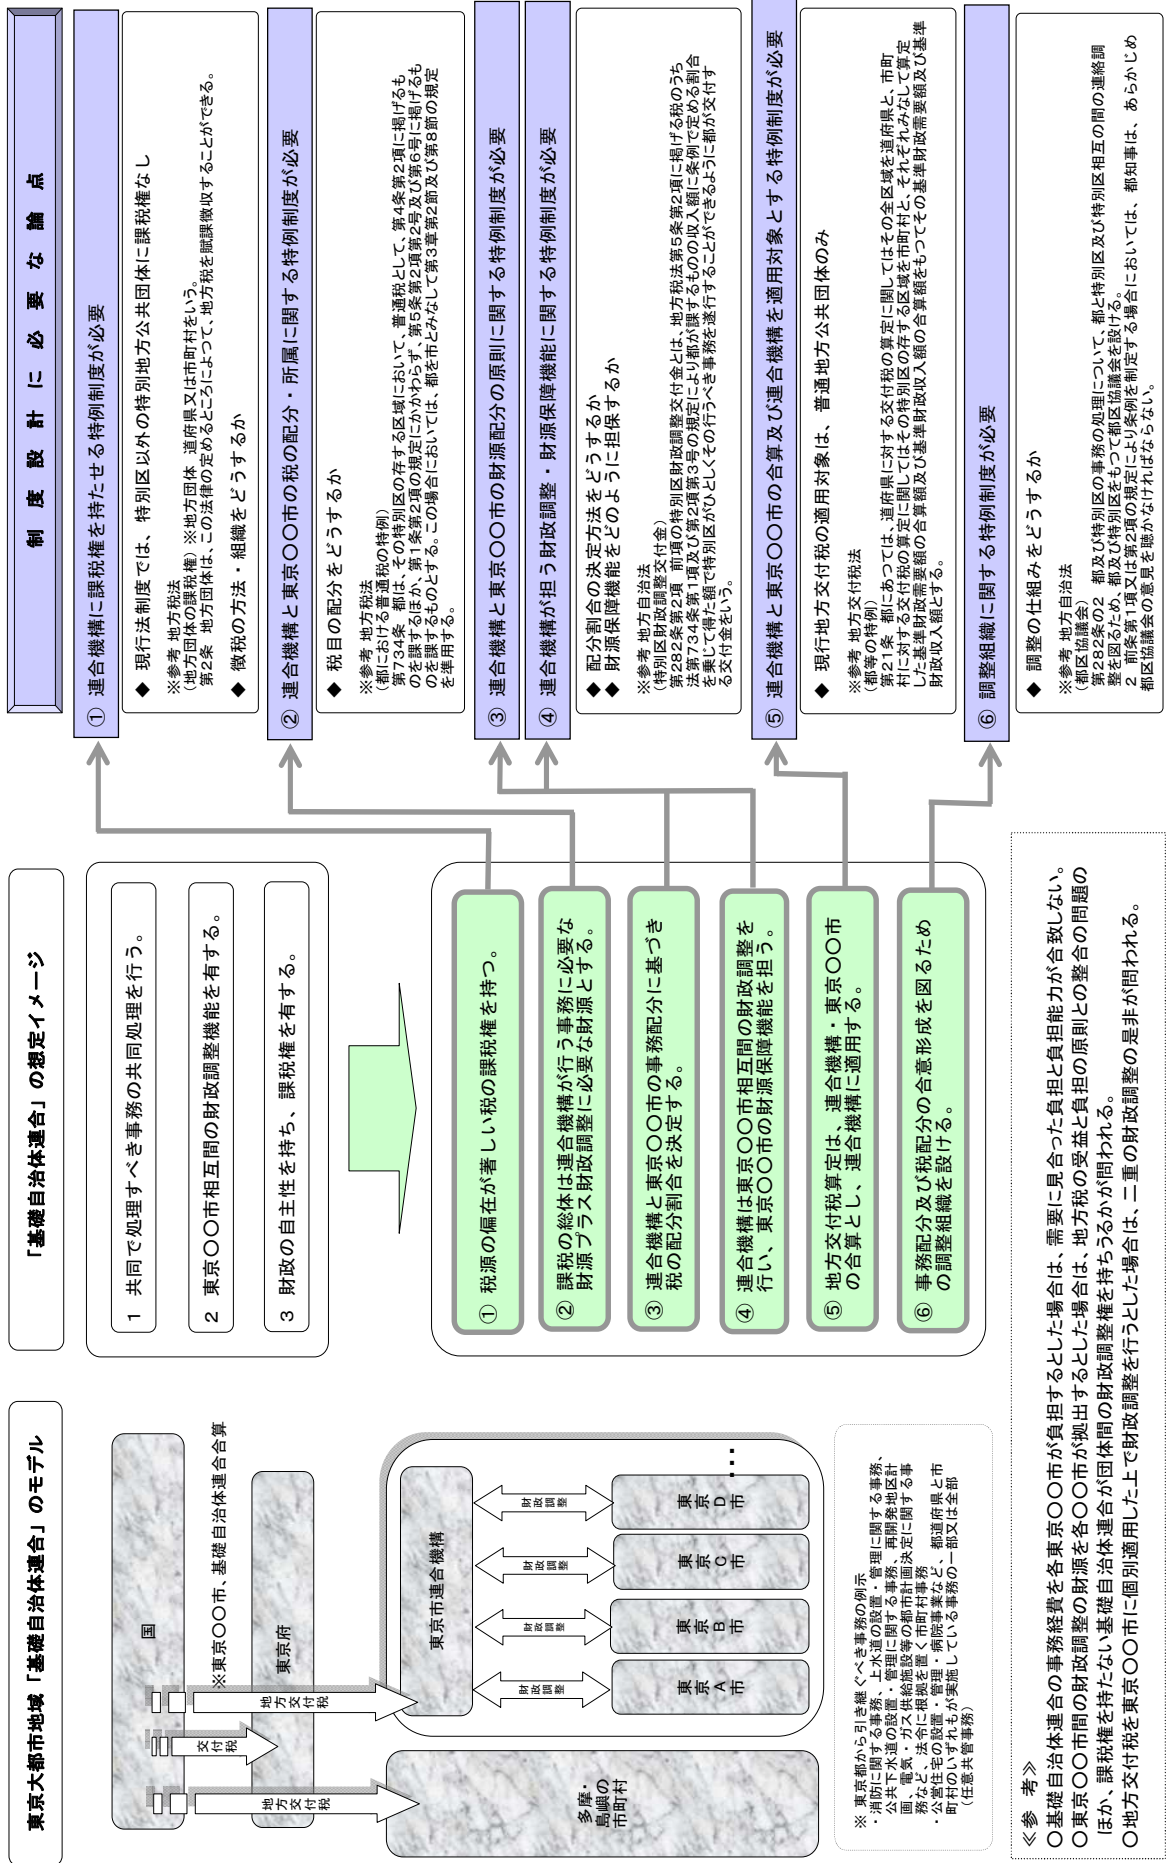 東京大都市地域「基礎自治体連合」のモデル
国
※東京○○市、基礎自治体連合合算
東京府
地方交付税
交付税
地方交付税
東京市連合機構
財政調整
財政調整
財政調整
財政調整
東京A市
東京B市
東京C市
東京D市
・・・
多摩・
島嶼の
市町村
※ 東京都から引き継ぐべき事務の例示
・消防に関する事務、上水道の設置・管理に関する事務、
公共下水道の設置・管理に関する事務、再開発地区計
画、電気・ガス供給施設等の都市計画決定に関する事
務など、法令に根拠を置く市町村事務
・公営住宅の設置・管理・病院事業など、都道府県と市
町村のいずれもが実施している事務の一部又は全部
(任意共管事務)
「基礎自治体連合」の想定イメージ
1 共同で処理すべき事務の共同処理を行う。
2 東京○○市相互間の財政調整機能を有する。
3 財政の自主性を持ち、課税権を有する。
① 税源の偏在が著しい税の課税権を持つ。
② 課税の総体は連合機構が行う事務に必要な
財源プラス財政調整に必要な財源とする。
③ 連合機構と東京○○市の事務配分に基づき
税の配分割合を決定する。
④ 連合機構は東京○○市相互間の財政調整を
行い、東京○○市の財源保障機能を担う。
⑤ 地方交付税算定は、連合機構・東京○○市
の合算とし、連合機構に適用する。
⑥ 事務配分及び税配分の合意形成を図るため
の調整組織を設ける。
制度設計に必要な論点
① 連合機構に課税権を持たせる特例制度が必要
◆ 現行法制度では、特別区以外の特別地方公共団体に課税権なし
※参考 地方税法
(地方団体の課税権) ※地方団体 道府県又は市町村をいう。
第2条 地方団体は、この法律の定めるところによつて、地方税を賦課徴収することができる。
◆ 徴税の方法・組織をどうするか
② 連合機構と東京○○市の税の配分・所属に関する特例制度が必要
◆ 税目の配分をどうするか
※参考 地方税法
(都における普通税の特例)
第734条 都は、その特別区の存する区域において、普通税として、第4条第2項に掲げるも
のを課するほか、第1条第2項の規定にかかわらず、第5条第2項第2号及び第6号に掲げるも
のを課するものとする。この場合においては、都を市とみなして第3章第2節及び第8節の規定
を準用する。
③ 連合機構と東京○○市の財源配分の原則に関する特例制度が必要
④ 連合機構が担う財政調整・財源保障機能に関する特例制度が必要
◆ 配分割合の決定方法をどうするか
◆ 財源保障機能をどのように担保するか
※参考 地方自治法
(特別区財政調整交付金)
第282条第2項 前項の特別区財政調整交付金とは、地方税法第5条第2項に掲げる税のうち
法第734条第1項及び第2項第3号の規定により都が課するものの収入額に条例で定める割合
を乗じて得た額で特別区がひとしくその行うべき事務を遂行することができるように都が交付す
る交付金をいう。
⑤ 連合機構と東京○○市の合算及び連合機構を適用対象とする特例制度が必要
◆ 現行地方交付税の適用対象は、普通地方公共団体のみ
※参考 地方交付税法
(都等の特例)
第21条 都にあつては、道府県に対する交付税の算定に関してはその全区域を道府県と、市町
村に対する交付税の算定に関してはその特別区の存する区域を市町村と、それぞれみなして算定
した基準財政需要額の合算額及び基準財政収入額の合算額をもつてその基準財政需要額及び基準
財政収入額とする。
⑥ 調整組織に関する特例制度が必要
◆ 調整の仕組みをどうするか
※参考 地方自治法
(都区協議会)
第282条の2 都及び特別区の事務の処理について、都と特別区及び特別区相互の間の連絡調
整を図るため、都及び特別区をもつて都区協議会を設ける。
2 前条第1項又は第2項の規定により条例を制定する場合においては、都知事は、あらかじめ
都区協議会の意見を聴かなければならない。
≪参 考≫
○基礎自治体連合の事務経費を各東京○○市が負担するとした場合は、需要に見合った負担と負担能力が合致しない。
○東京○○市間の財政調整の財源を各○○市が拠出するとした場合は、地方税の受益と負担の原則との整合の問題の
ほか、課税権を持たない基礎自治体連合が団体間の財政調整権を持ちうるかが問われる。
○地方交付税を東京○○市に個別適用した上で財政調整を行うとした場合は、二重の財政調整の是非が問われる。